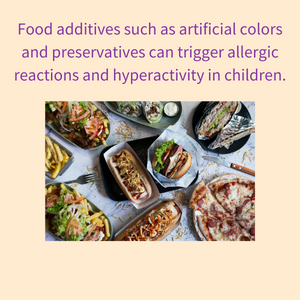 Food additives such as artificial colors
and preservatives can trigger allergic
reactions and hyperactivity in children.